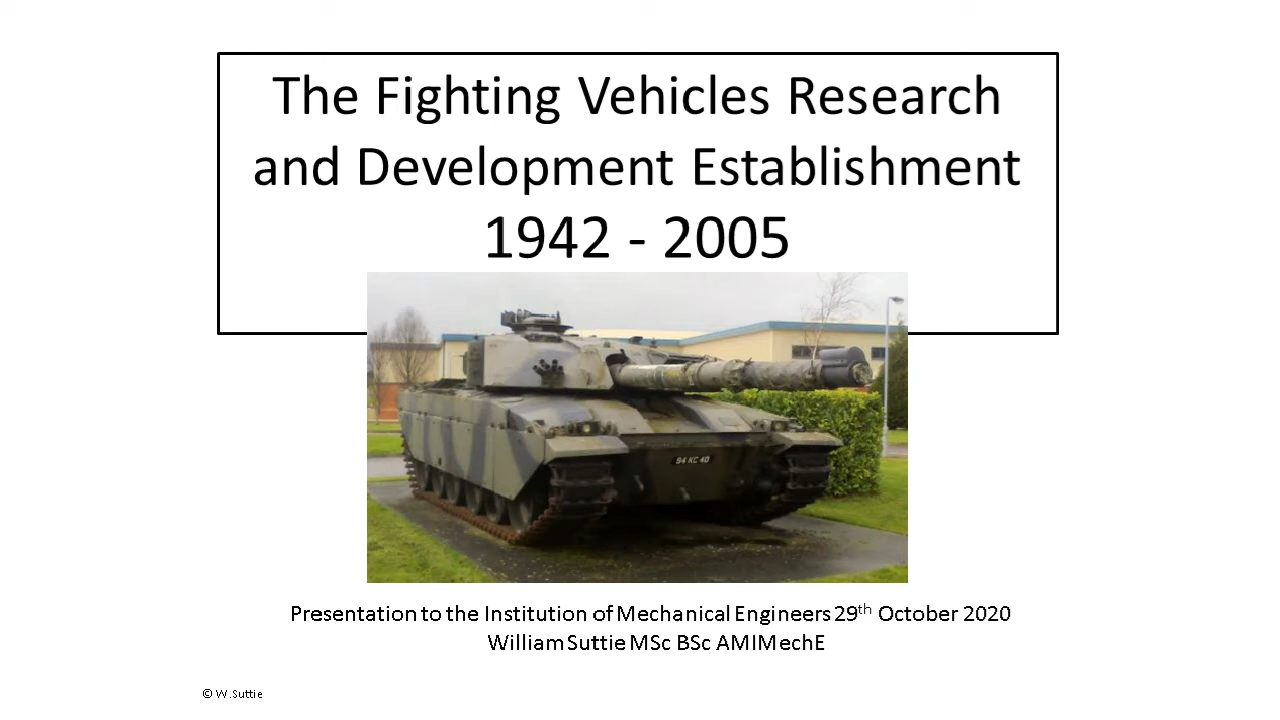 The Fighting Vehicles Research
and Development Establishment
1942 - 2005
94 KC 40
Presentation to the Institution of Mechanical Engineers 29th October 2020
William Suttie MSc BSc AMIMechE
© W.Suttie